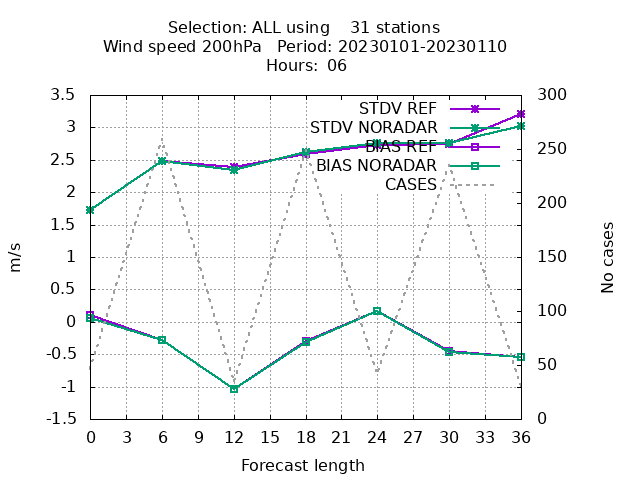 Selection: ALL using    31 stations
Wind speed 200hPa   Period: 20230101-20230110
Hours: 06
3.5
3
2.5
2
1.5
1
0.5
0
-0.5
-1
-1.5
m/s
300
250
200
150
100
50
0
No cases
STDV REF
STDV NORADAR
BIAS REF
BIAS NORADAR
CASES
0 3 6 9 12 15 18 21 24 27 30 33 36
Forecast length